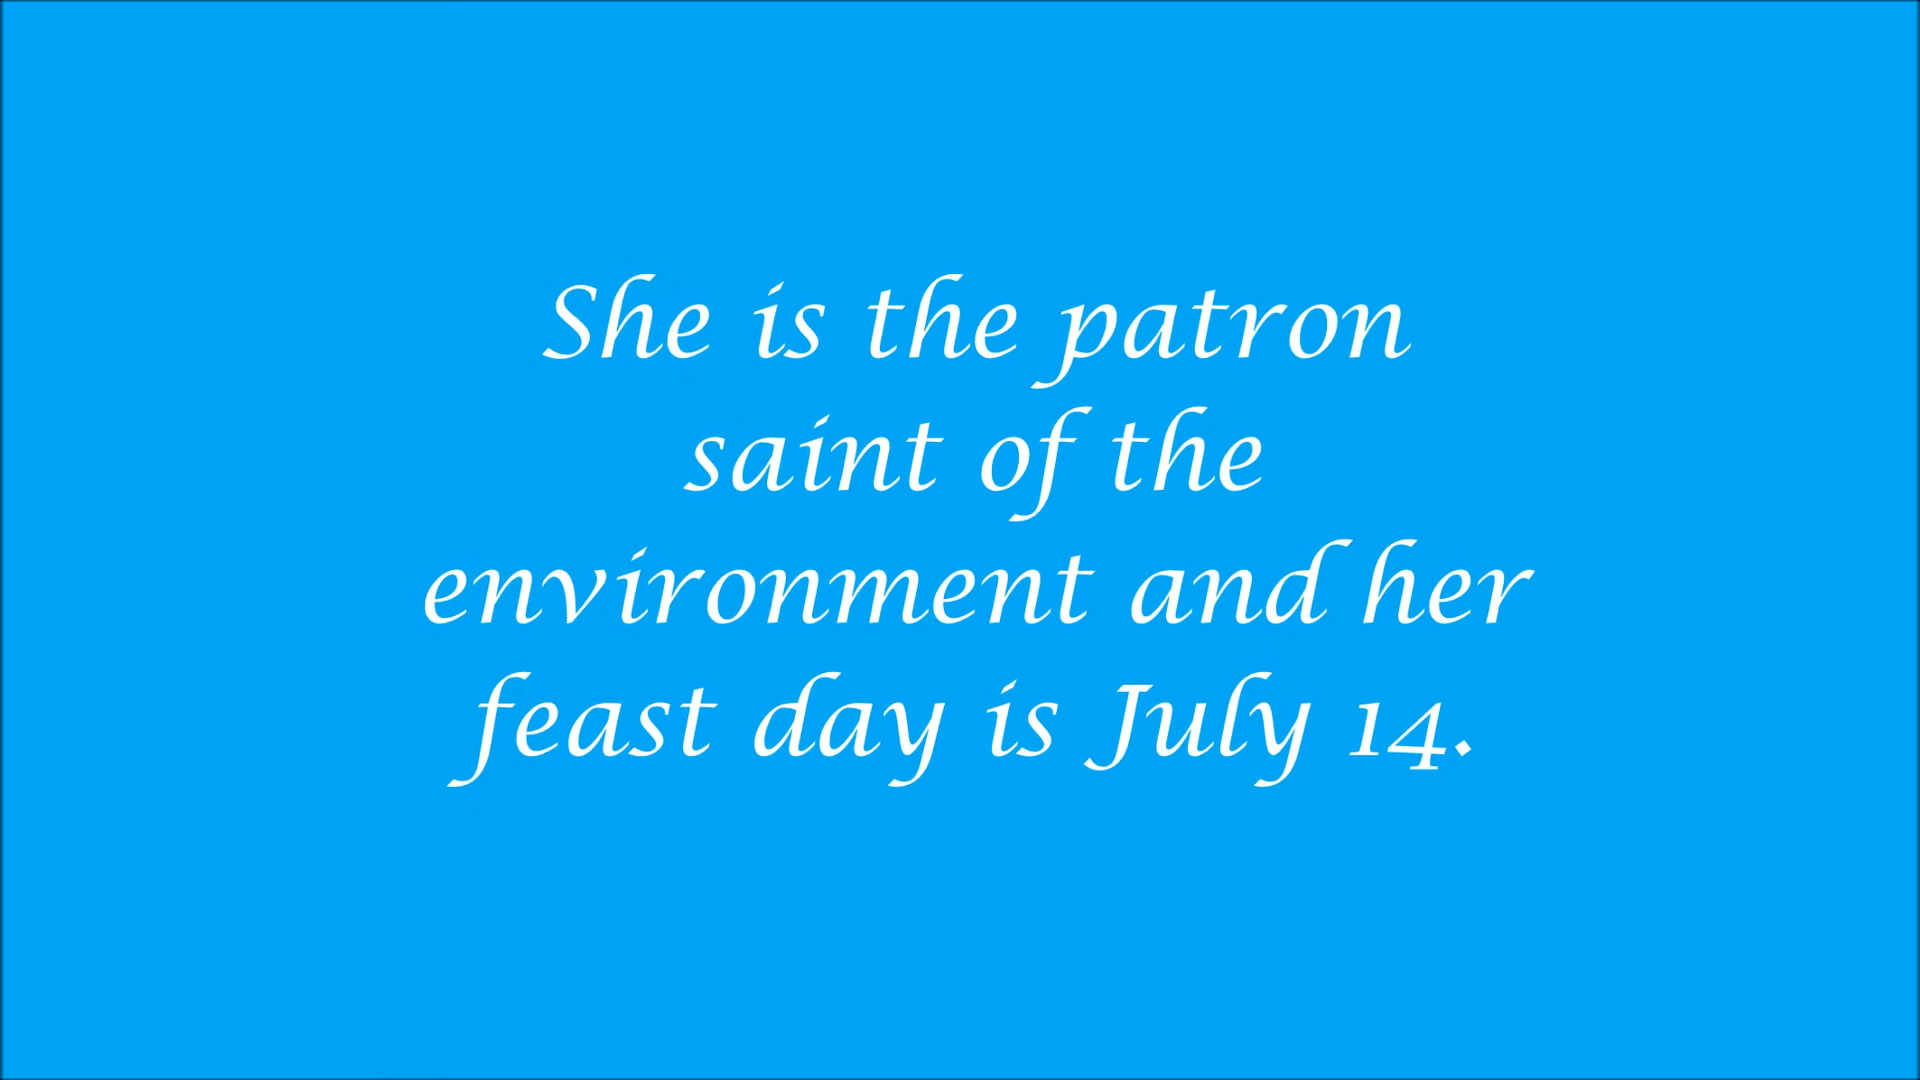 She is the patron
saint of the
environment and her
feast day is July 14.